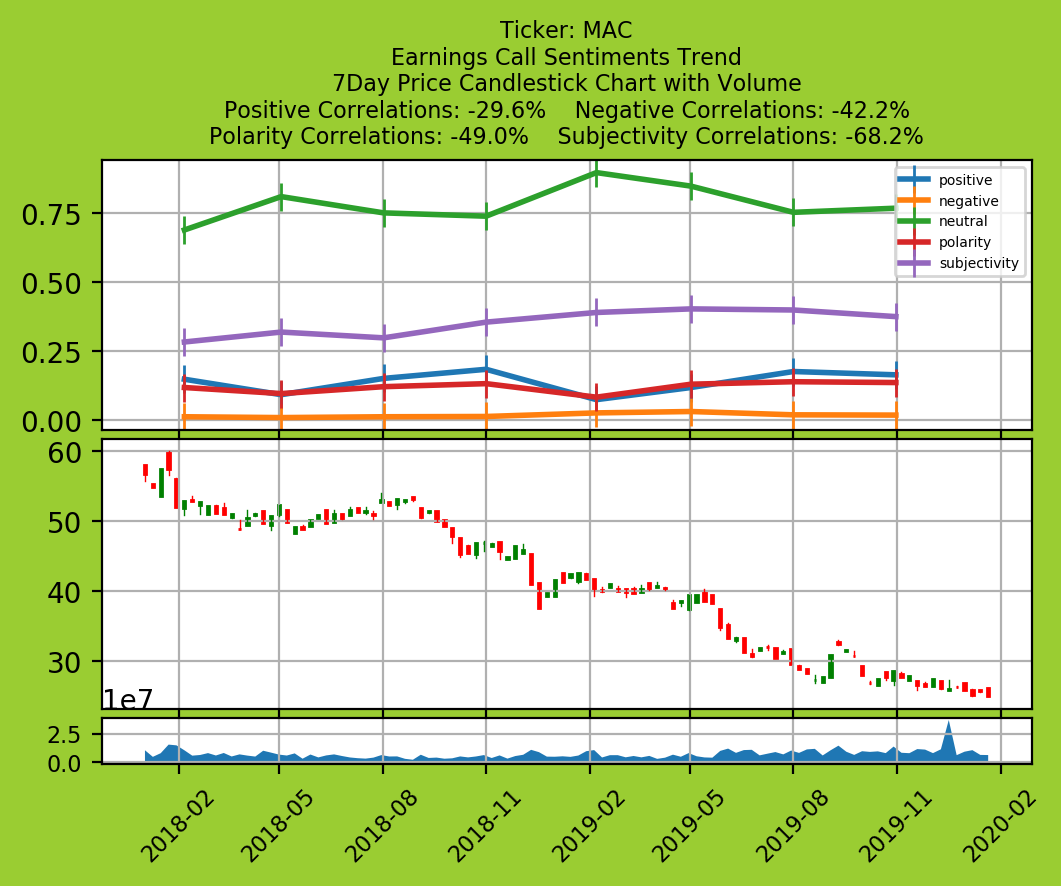 Ticker: MAC
Earnings Call Sentiments Trend
7Day Price Candlestick Chart with Volume
Positive Correlations: -29.6%    Negative Correlations: -42.2%
Polarity Correlations: -49.0%    Subjectivity Correlations: -68.2%
positive
negative
neutral
polarity
subjectivity
0.75
0.50
0.25
0.00
60
50
40
30
1e7
2.5
0.0
2018-02
2018-05
2018-08
2018-11
2019-02
2019-05
2019-08
2019-11
2020-02